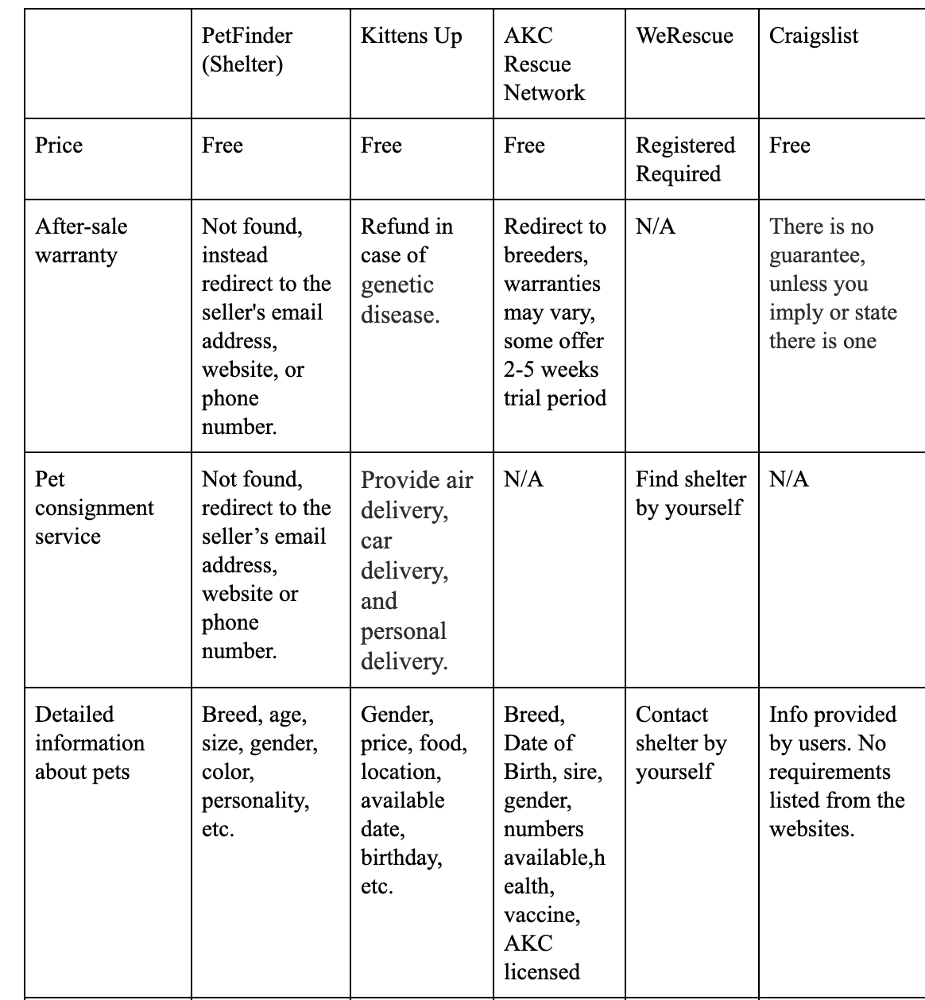 PetFinder
(Shelter)
Kittens Up
AKC
Rescue
Network
WeRescue
Craigslist
Price
Free
Free
Free
Registered
Required
Free
After-sale
warranty
Not found,
instead
redirect to the
seller's email
address,
website, or
phone
number.
Refund in
case of
genetic
disease.
Redirect to
breeders,
warranties
may vary,
some offer
2-5 weeks
trial period
N/A
There is no
guarantee,
unless you
imply or state
there is one
Pet
consignment
service
Not found,
redirect to the
seller’s email
address,
website or
phone
number.
Provide air
delivery,
car
delivery,
and
personal
delivery.
N/A
Find shelter
by yourself
N/A
Detailed
information
about pets
Breed, age,
size, gender,
color,
personality,
etc.
Gender,
price, food,
location,
available
date,
birthday,
etc.
Breed,
Date of
Birth, sire,
gender,
numbers
available,h
ealth,
vaccine,
AKC
licensed
Contact
shelter by
yourself
Info provided
by users. No
requirements
listed from the
websites.